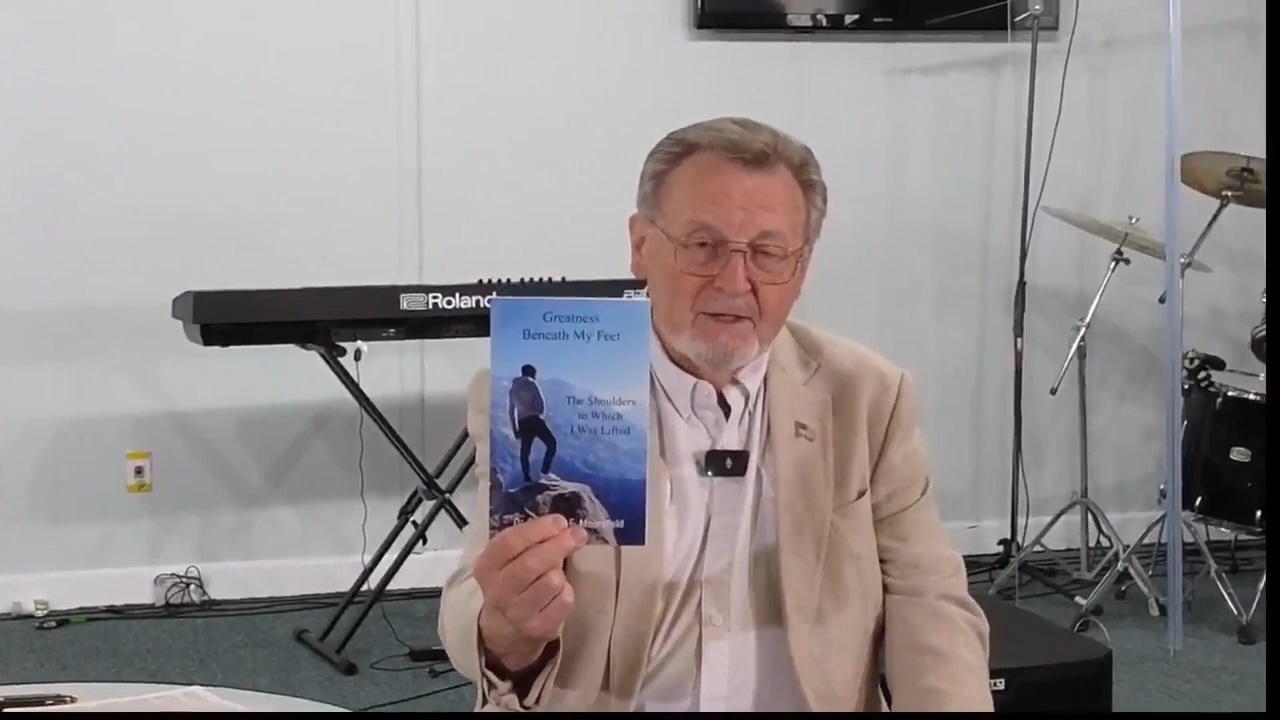 Roland
Greatness
Beneath My Feet
The Shoulders
to Which
I Was Lifted